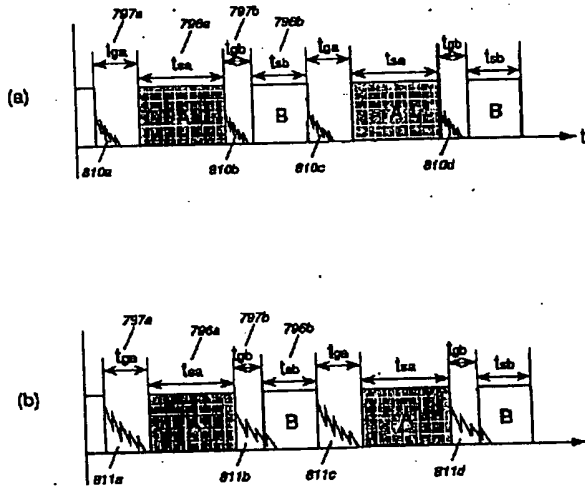 797a 797b
796a 796b
tga tsa tgb tsb tga tsa tgb tsb
(a)
A B A B
t
810a 810b 810c 810d
797a 796a 797b 796b
tga tsa tgb tsb tga tsa tgb tsb
(b)
A B A B
811a 811b 811c 811d